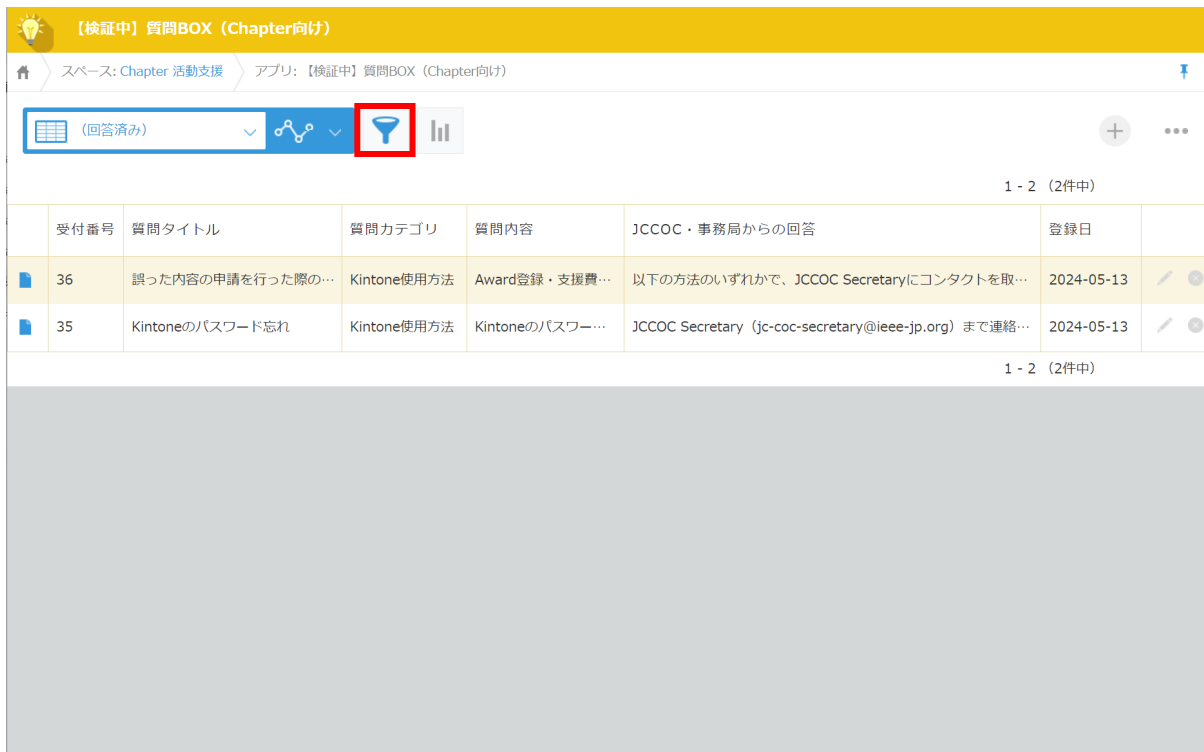 【検証中】質問BOX（Chapter向け）
スペース: Chapter 活動支援 アプリ: 【検証中】質問BOX（Chapter向け）
（回答済み）
1 - 2 （2件中）
受付番号 質問タイトル 質問カテゴリ 質問内容 JCCOC・事務局からの回答 登録日
36 誤った内容の申請を行った際の… Kintone使用方法 Award登録・支援費… 以下の方法のいずれかで、JCCOC Secretaryにコンタクトを取… 2024-05-13
35 Kintoneのパスワード忘れ Kintone使用方法 Kintoneのパスワー… JCCOC Secretary（jc-coc-secretary@ieee-jp.org）まで連絡… 2024-05-13
1 - 2 （2件中）